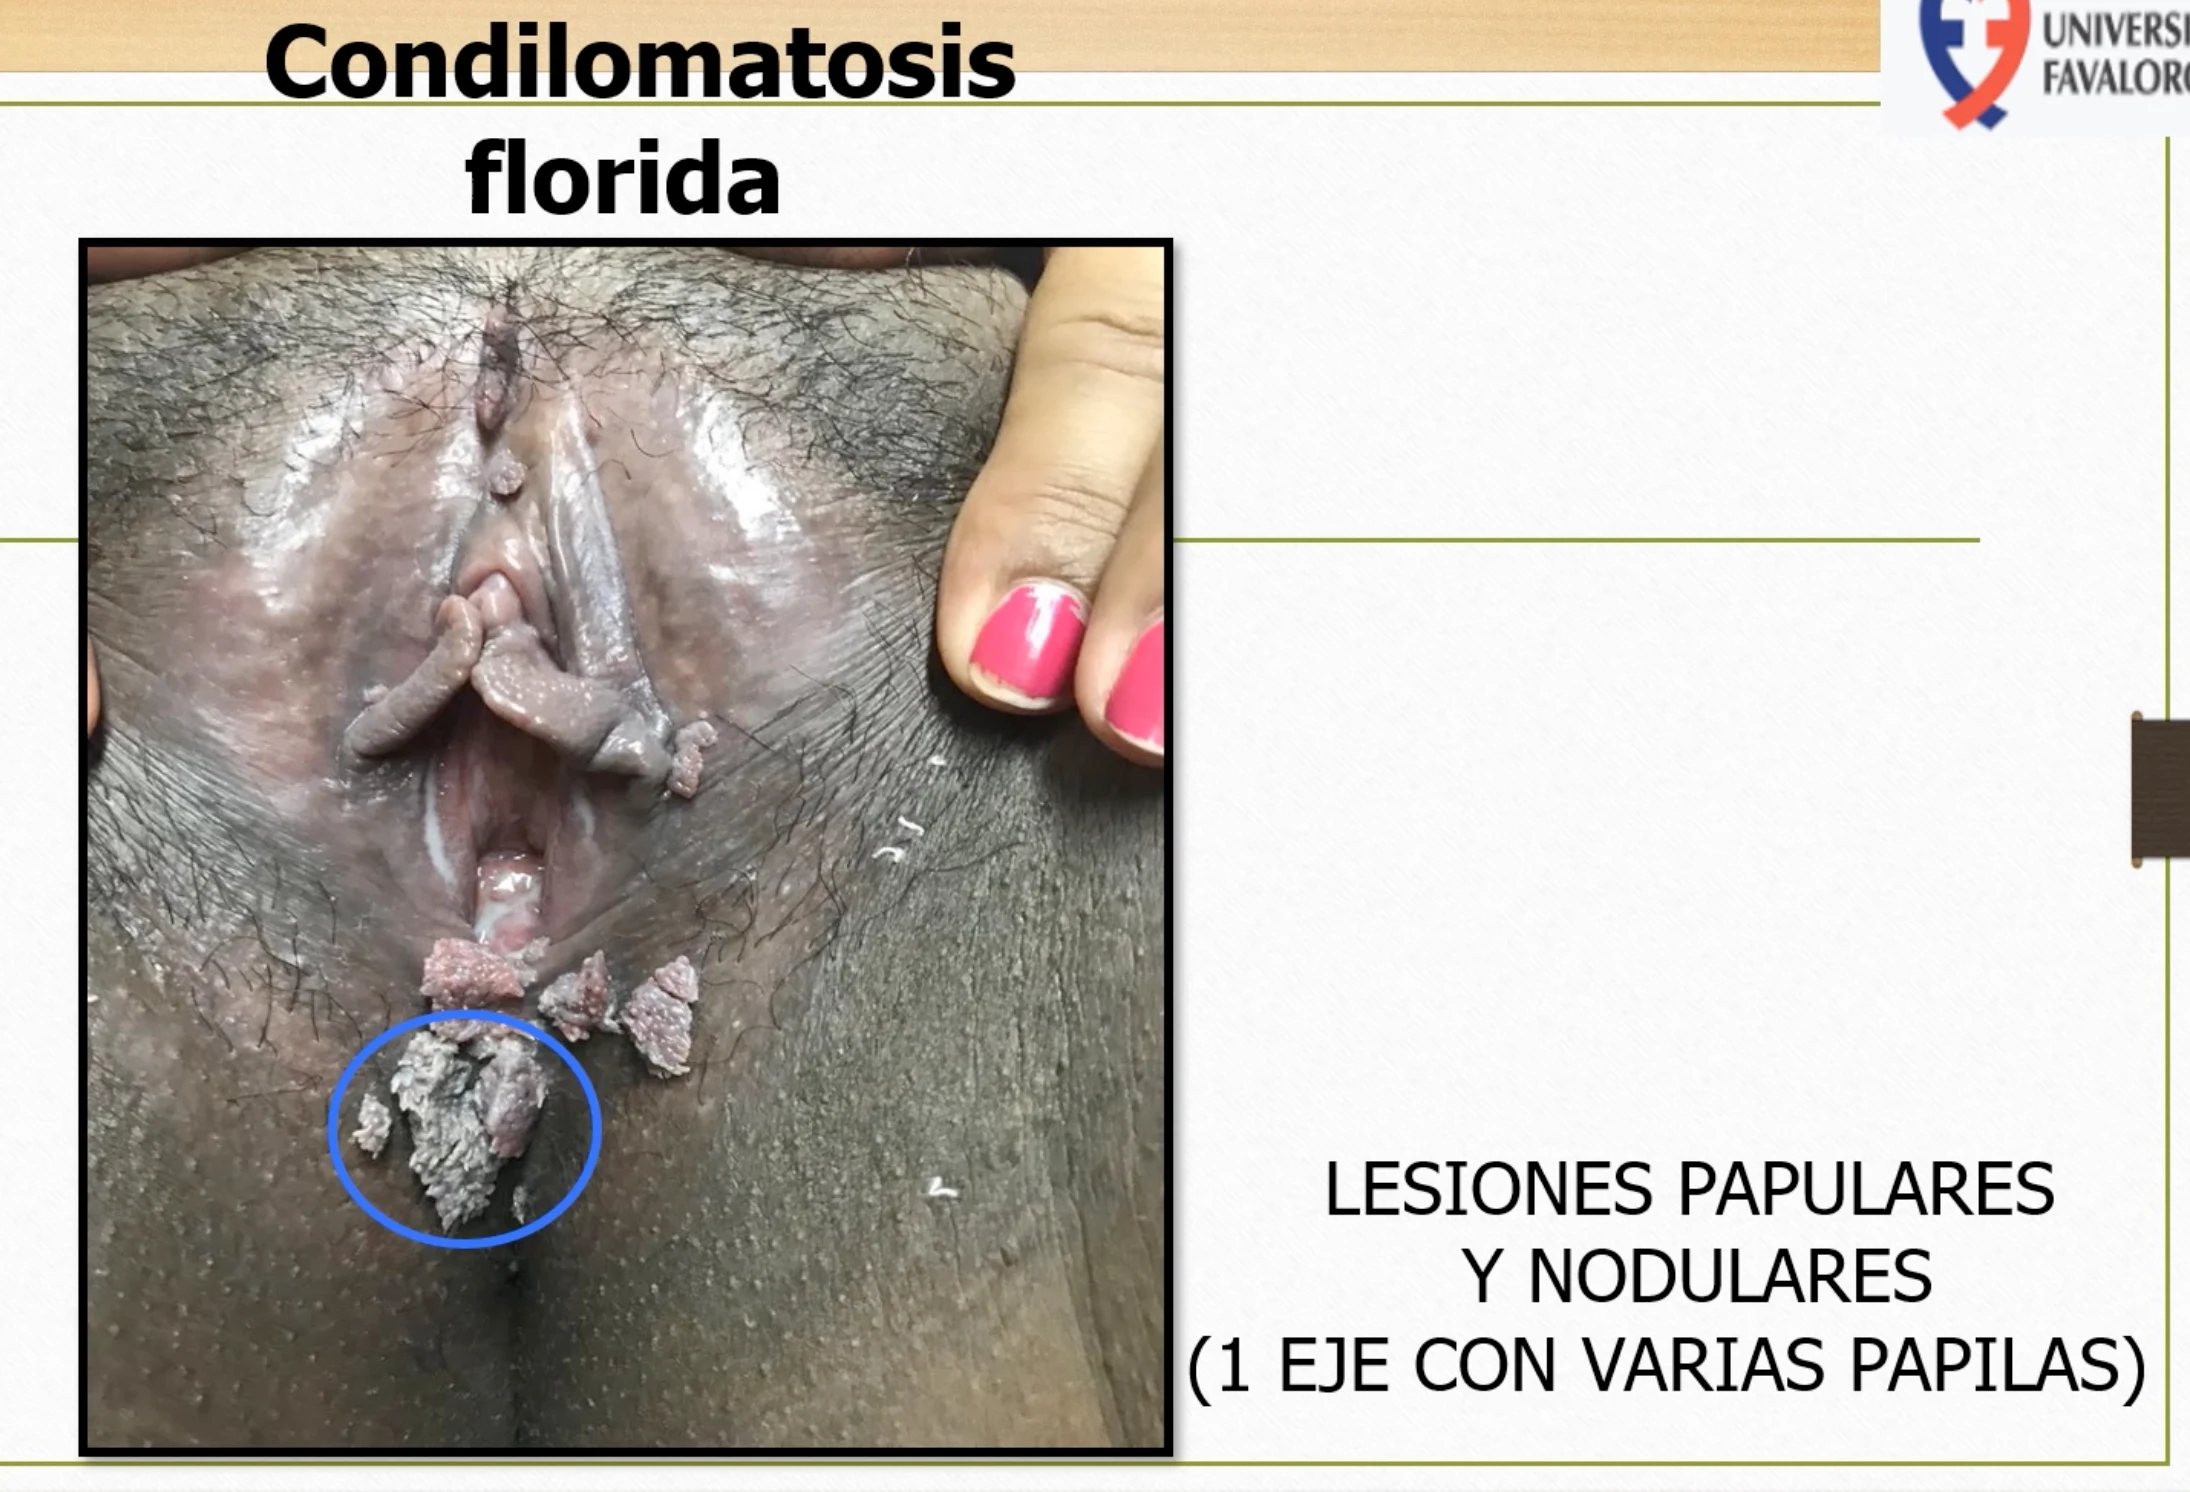 Condilomatosis
florida
LESIONES PAPULARES
Y NODULARES
(1 EJE CON VARIAS PAPILAS)